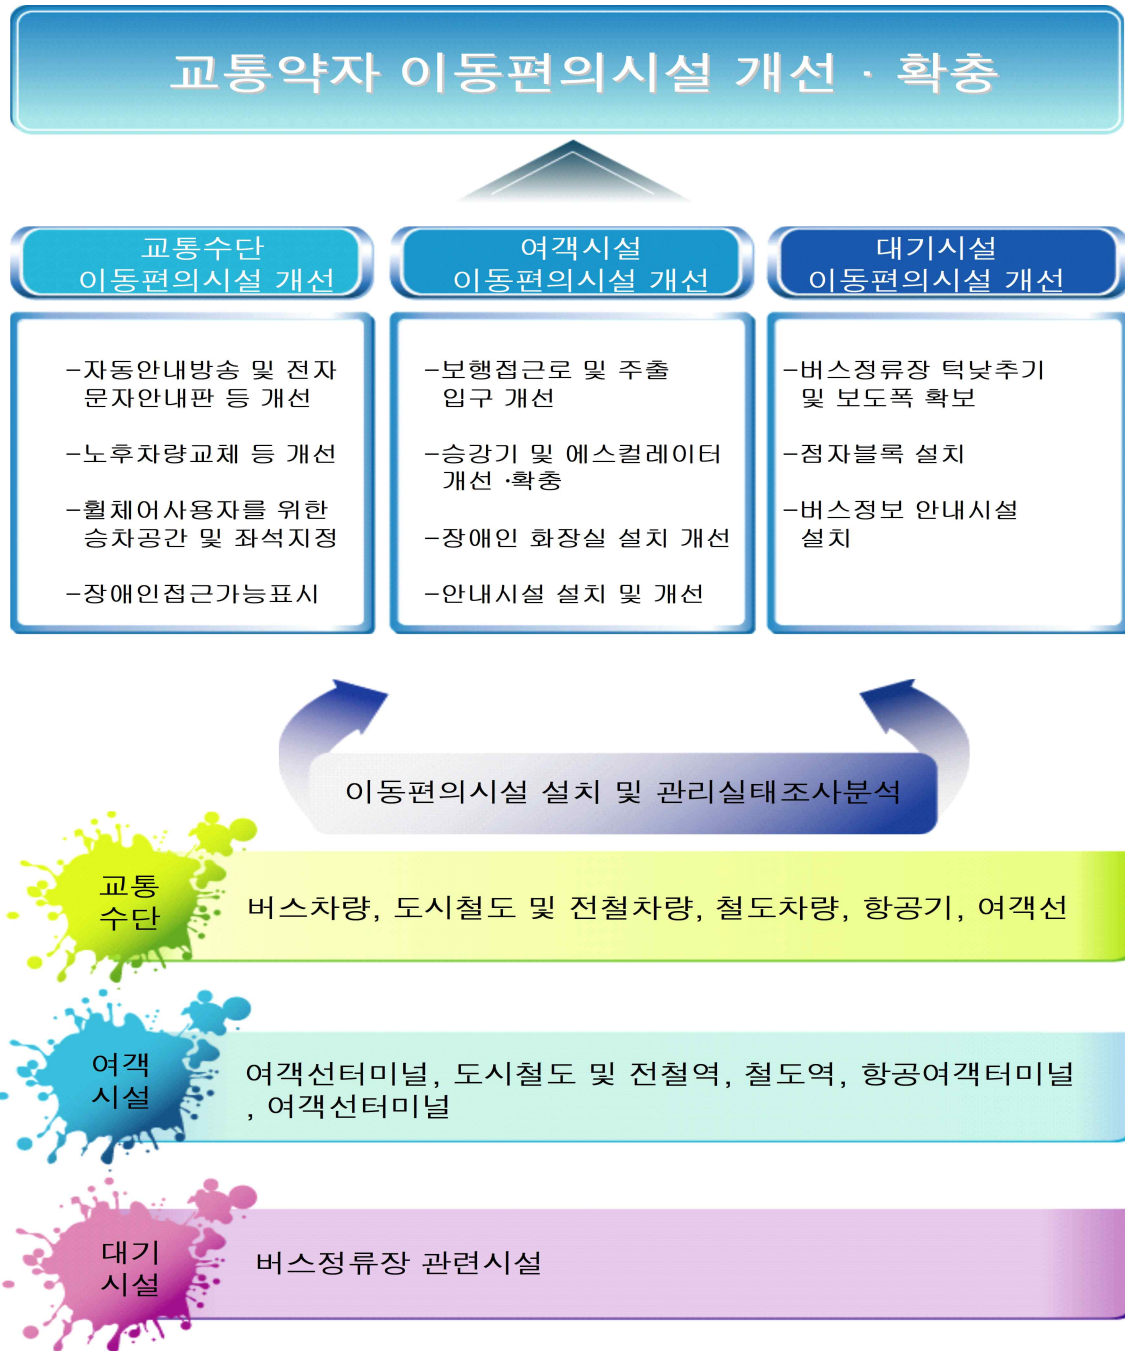 교통약자 이동편의시설 개선 · 확충
교통수단
이동편의시설 개선
-자동안내방송 및 전자
문자안내판 등 개선
-노후차량교체 등 개선
-휠체어사용자를 위한
승차공간 및 좌석지정
-장애인접근가능표시
여객시설
이동편의시설 개선
-보행접근로 및 주출
입구 개선
-승강기 및 에스컬레이터
개선 ·확충
-장애인 화장실 설치 개선
-안내시설 설치 및 개선
대기시설
이동편의시설 개선
-버스정류장 턱낮추기
및 보도폭 확보
-점자블록 설치
-버스정보 안내시설
설치
이동편의시설 설치 및 관리실태조사분석
교통
수단
버스차량, 도시철도 및 전철차량, 철도차량, 항공기, 여객선
여객
시설
여객선터미널, 도시철도 및 전철역, 철도역, 항공여객터미널
, 여객선터미널
대기
시설
버스정류장 관련시설